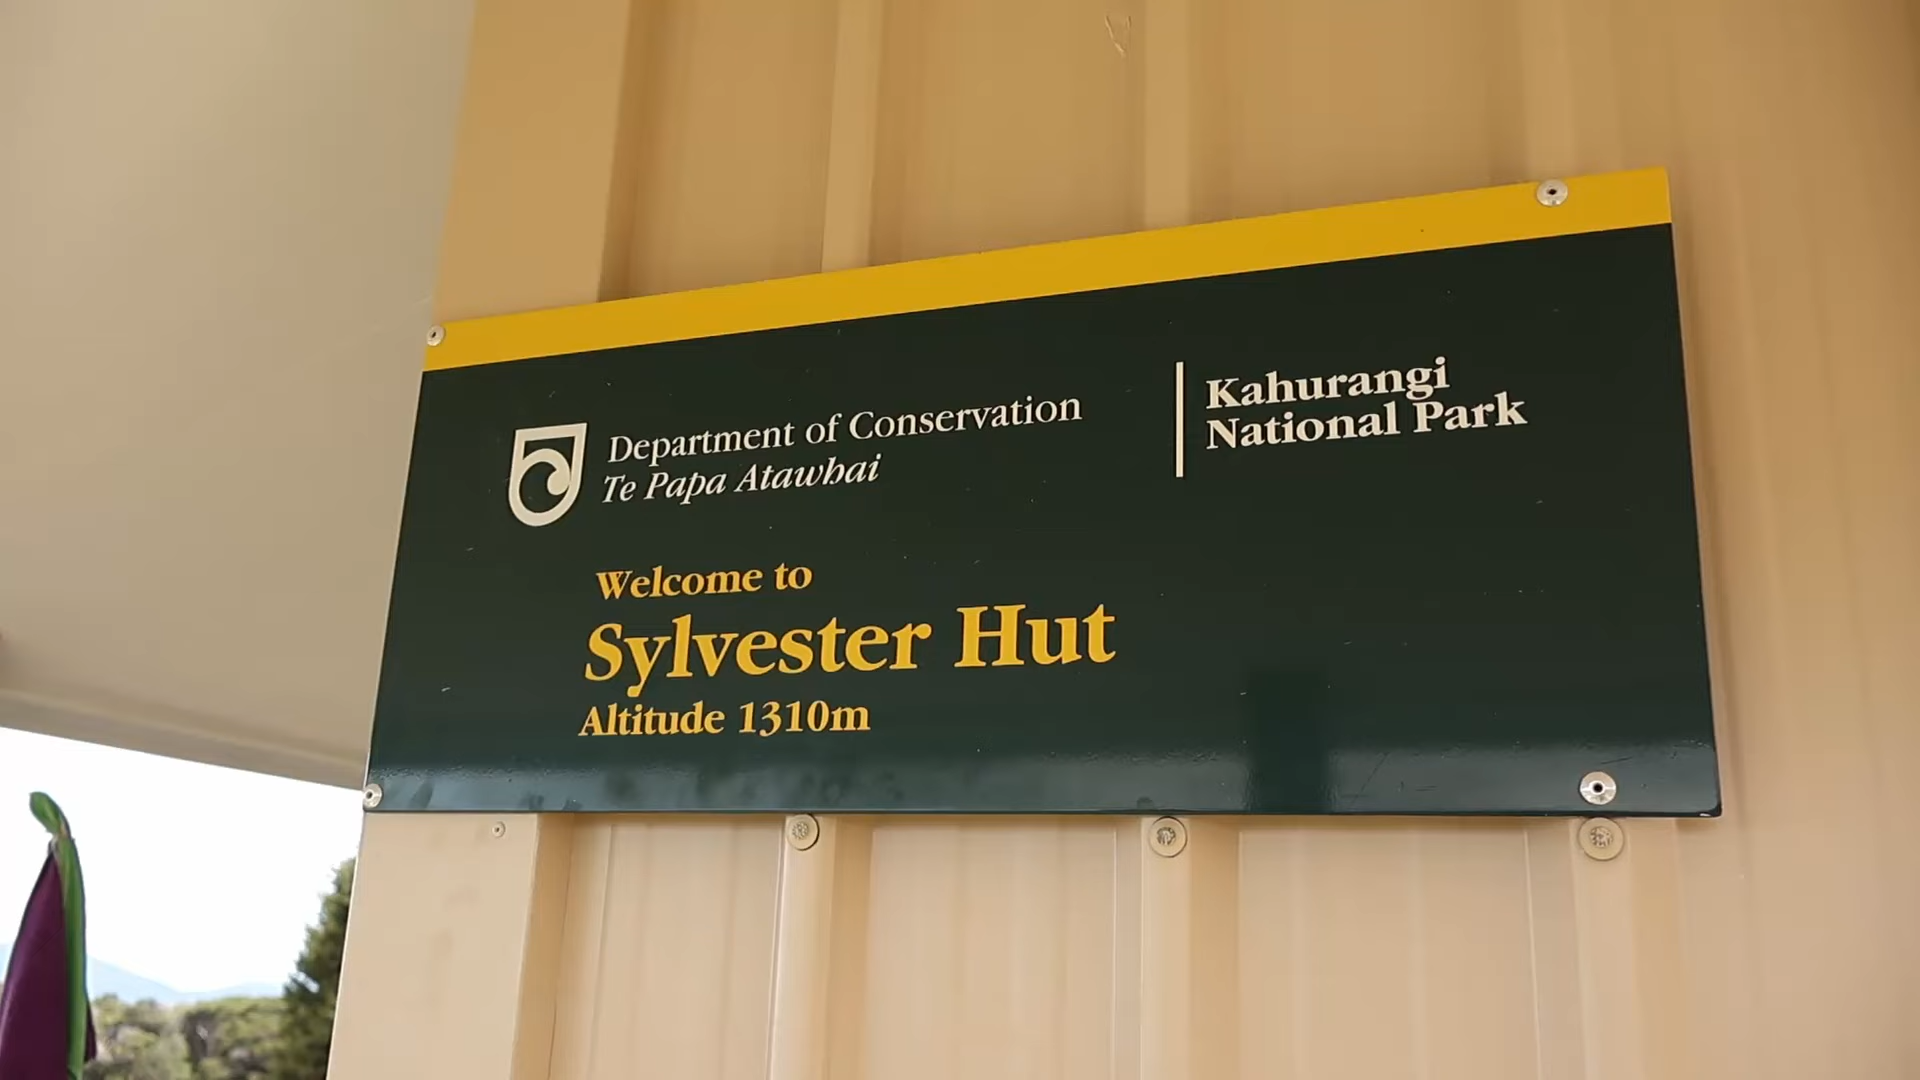 Department of Conservation
Te Papa Atawhai
Kahurangi
National Park
Welcome to
Sylvester Hut
Altitude 1310m